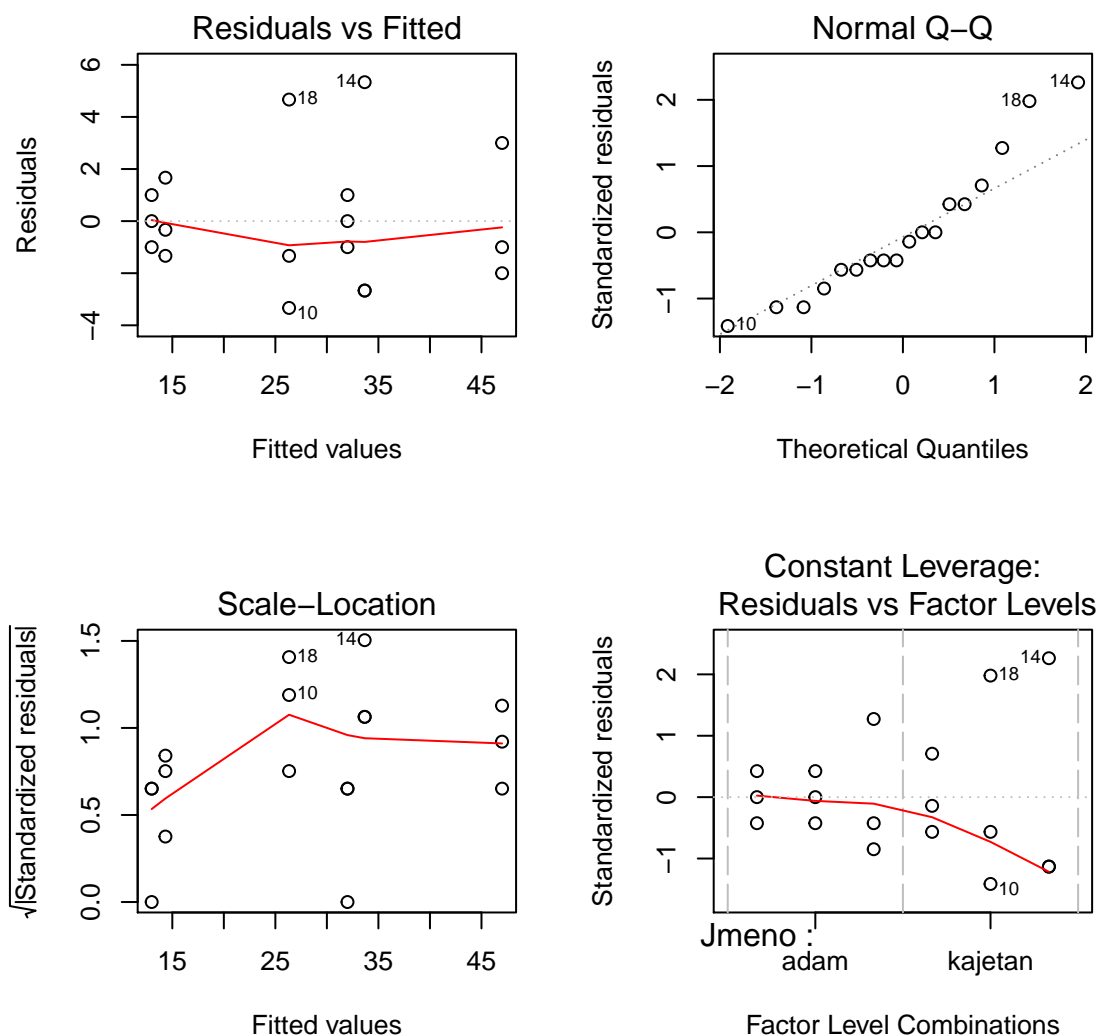 Residuals vs Fitted
Residuals
−4
0
2
4
6
15
25
35
45
Fitted values
14
18
10
Normal Q−Q
Standardized residuals
−1
0
1
2
−2
−1
0
1
2
Theoretical Quantiles
14
18
10
Scale−Location
√|Standardized residuals|
0.0
0.5
1.0
1.5
15
25
35
45
Fitted values
14
18
10
Constant Leverage:
Residuals vs Factor Levels
Standardized residuals
−1
0
1
2
14
18
10
Jmeno :
adam
kajetan
Factor Level Combinations